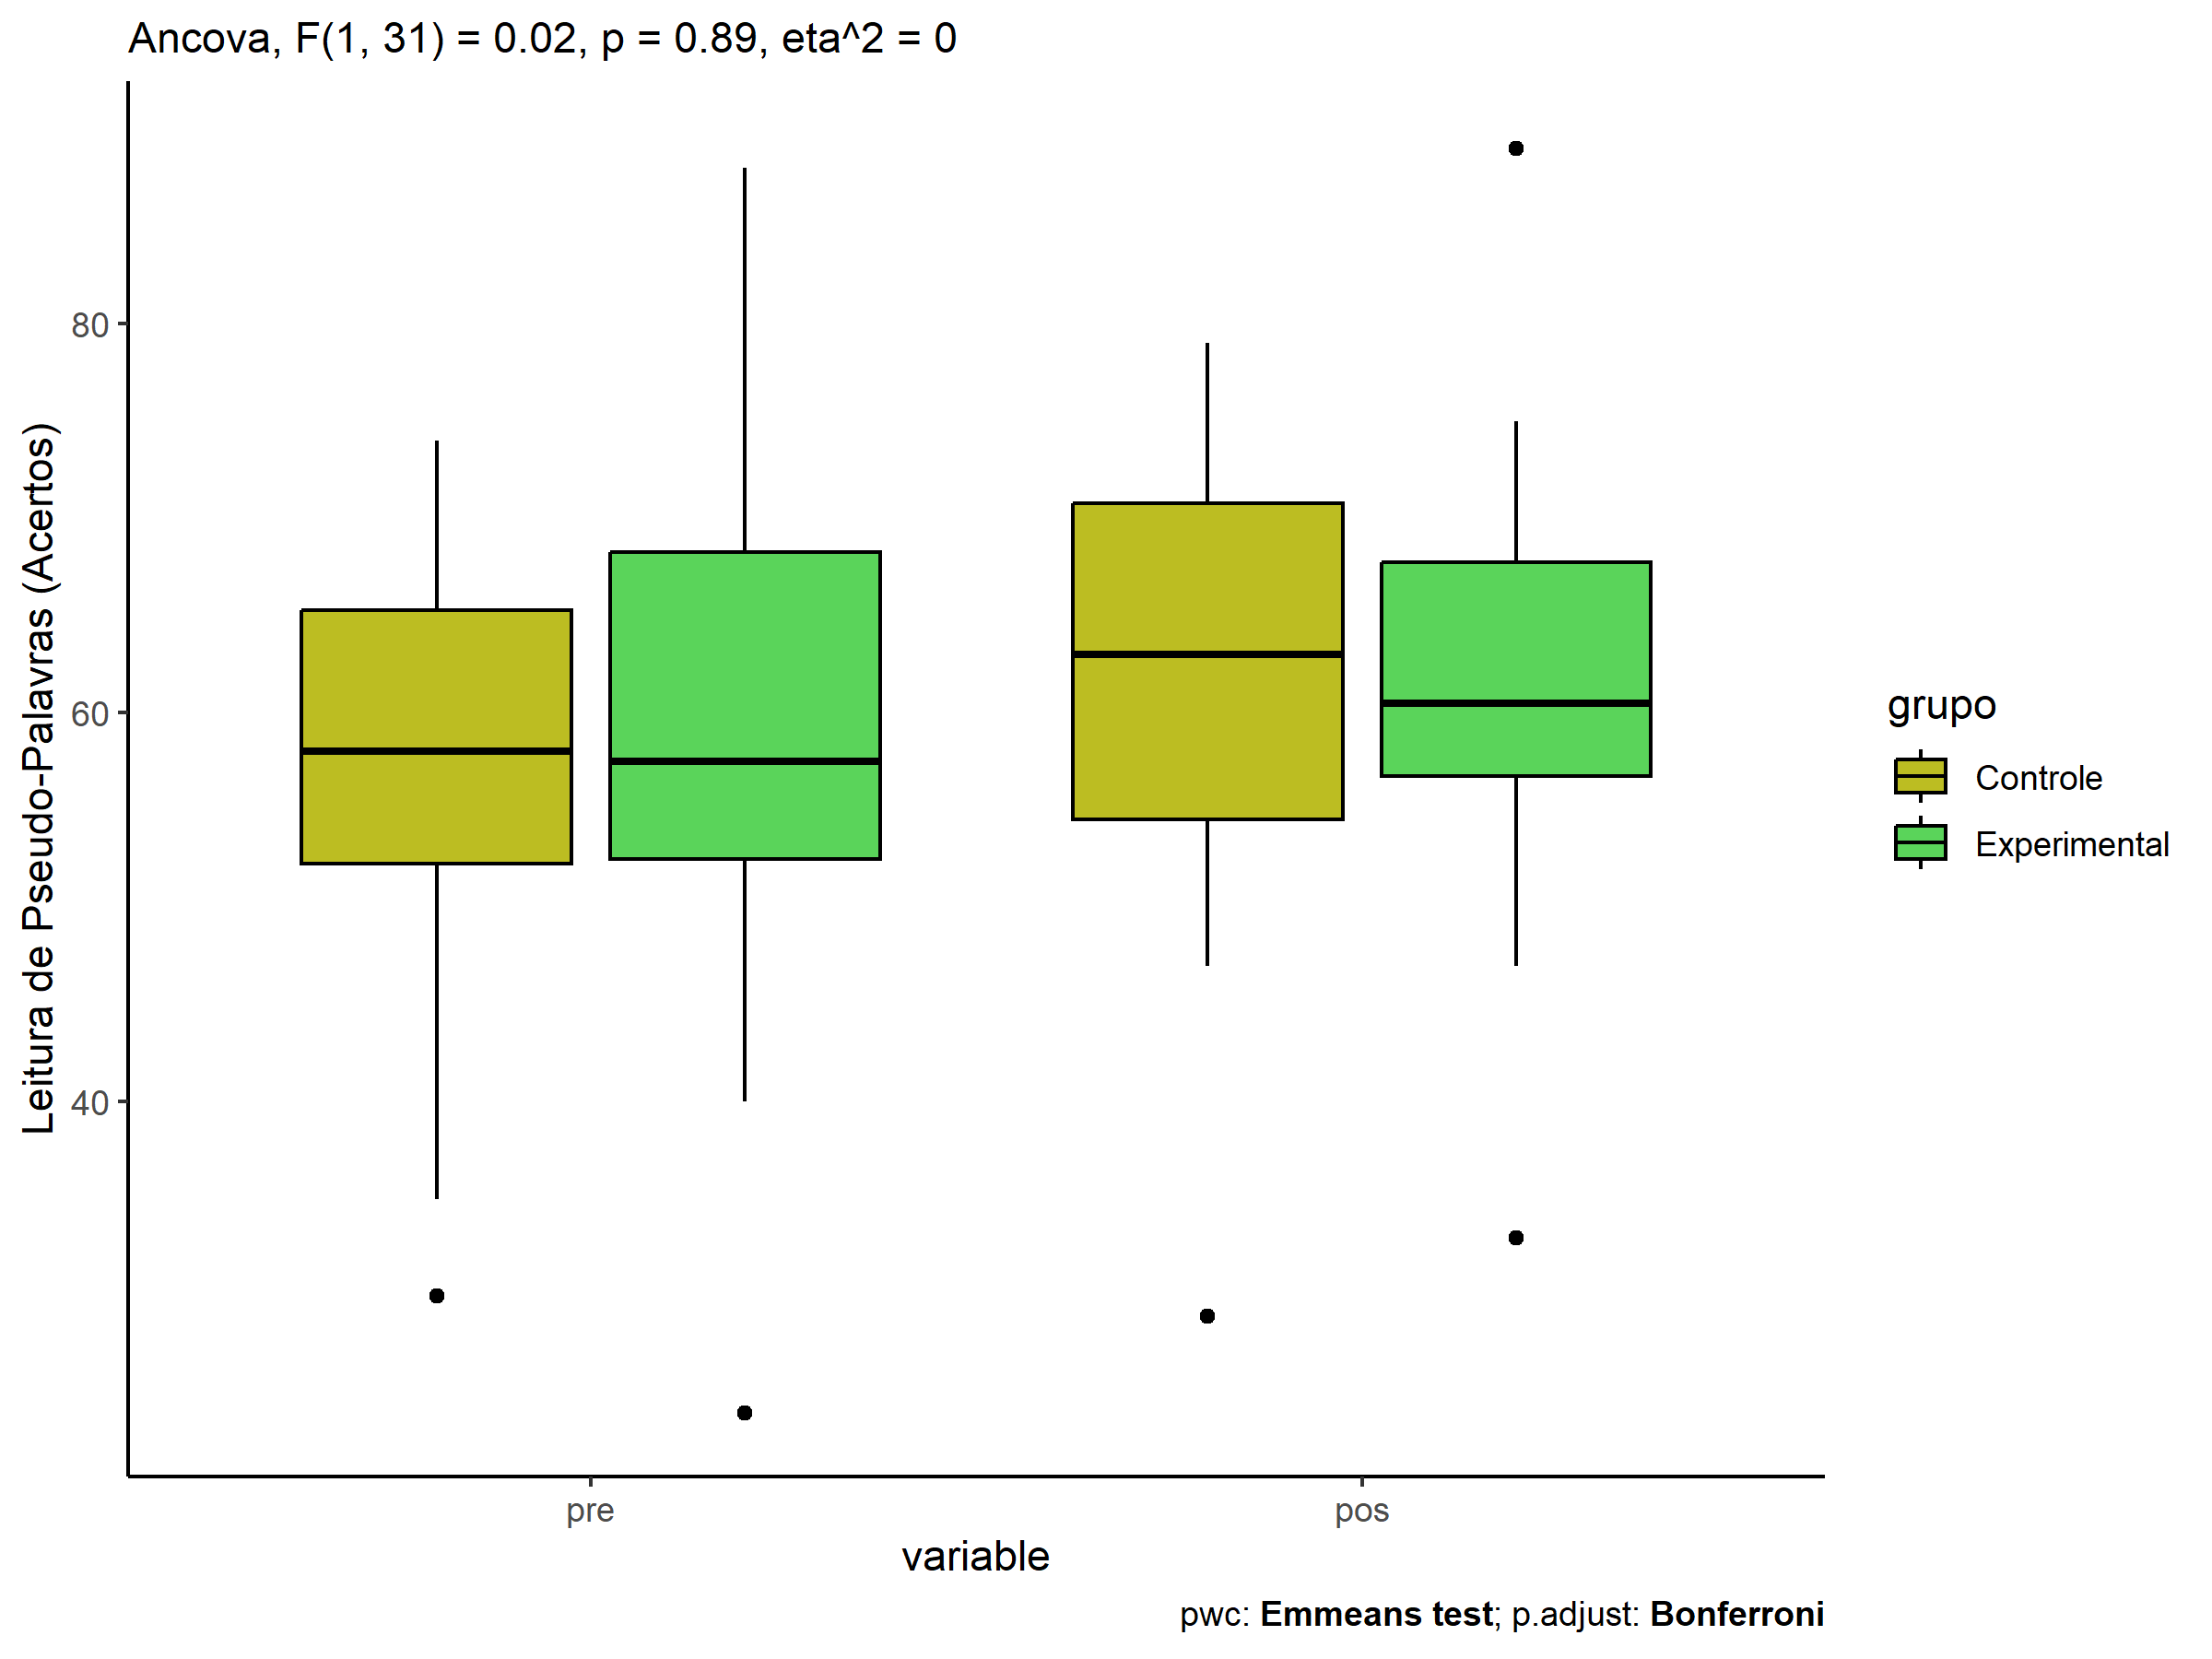 Ancova, F(1, 31) = 0.02, p = 0.89, eta^2 = 0
Leitura de Pseudo-Palavras (Acertos)
80
60
40
pre
pos
variable
grupo
Controle
Experimental
pwc: Emmeans test; p.adjust: Bonferroni